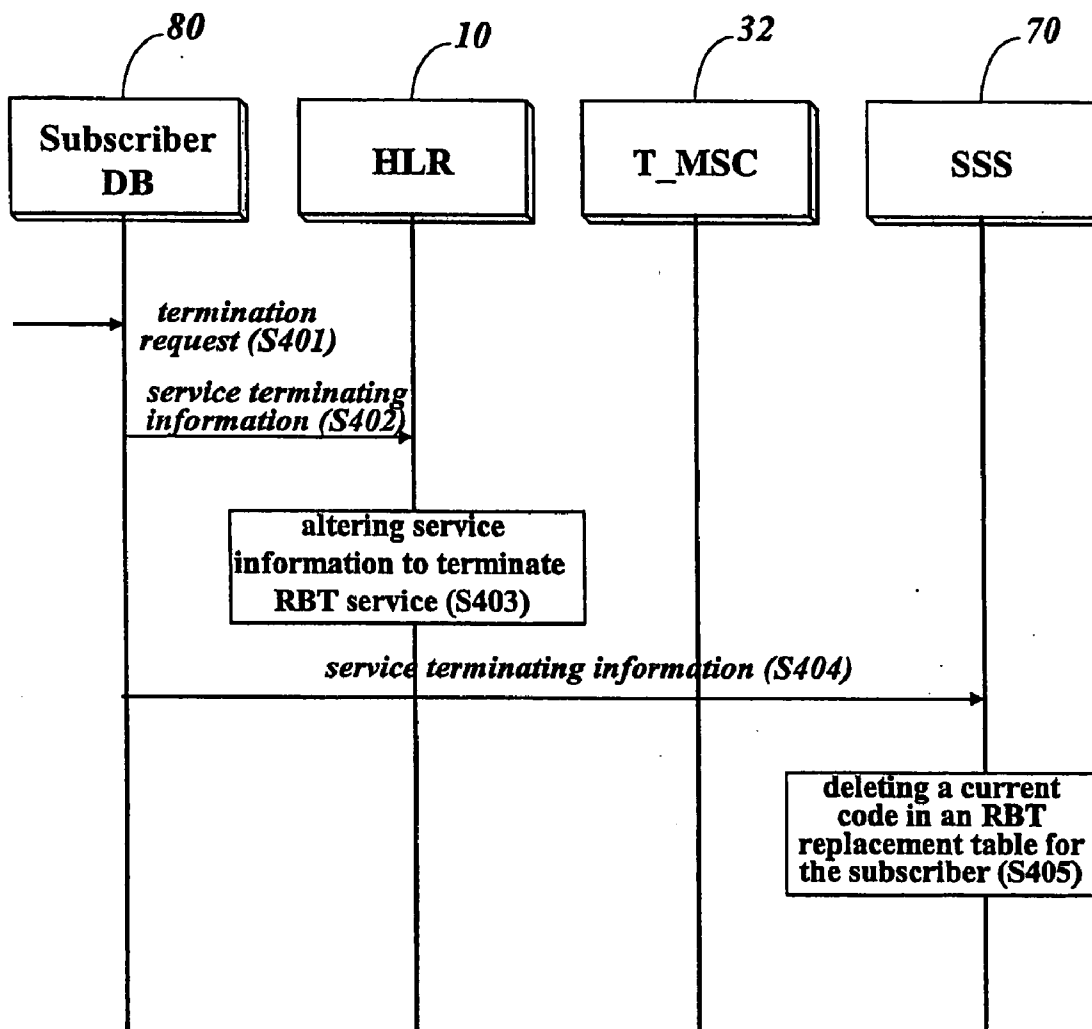 80
10
32
70
Subscriber
DB
HLR
T_MSC
SSS
termination
request (S401)
service terminating
information (S402)
altering service
information to terminate
RBT service (S403)
service terminating information (S404)
deleting a current
code in an RBT
replacement table for
the subscriber (S405)